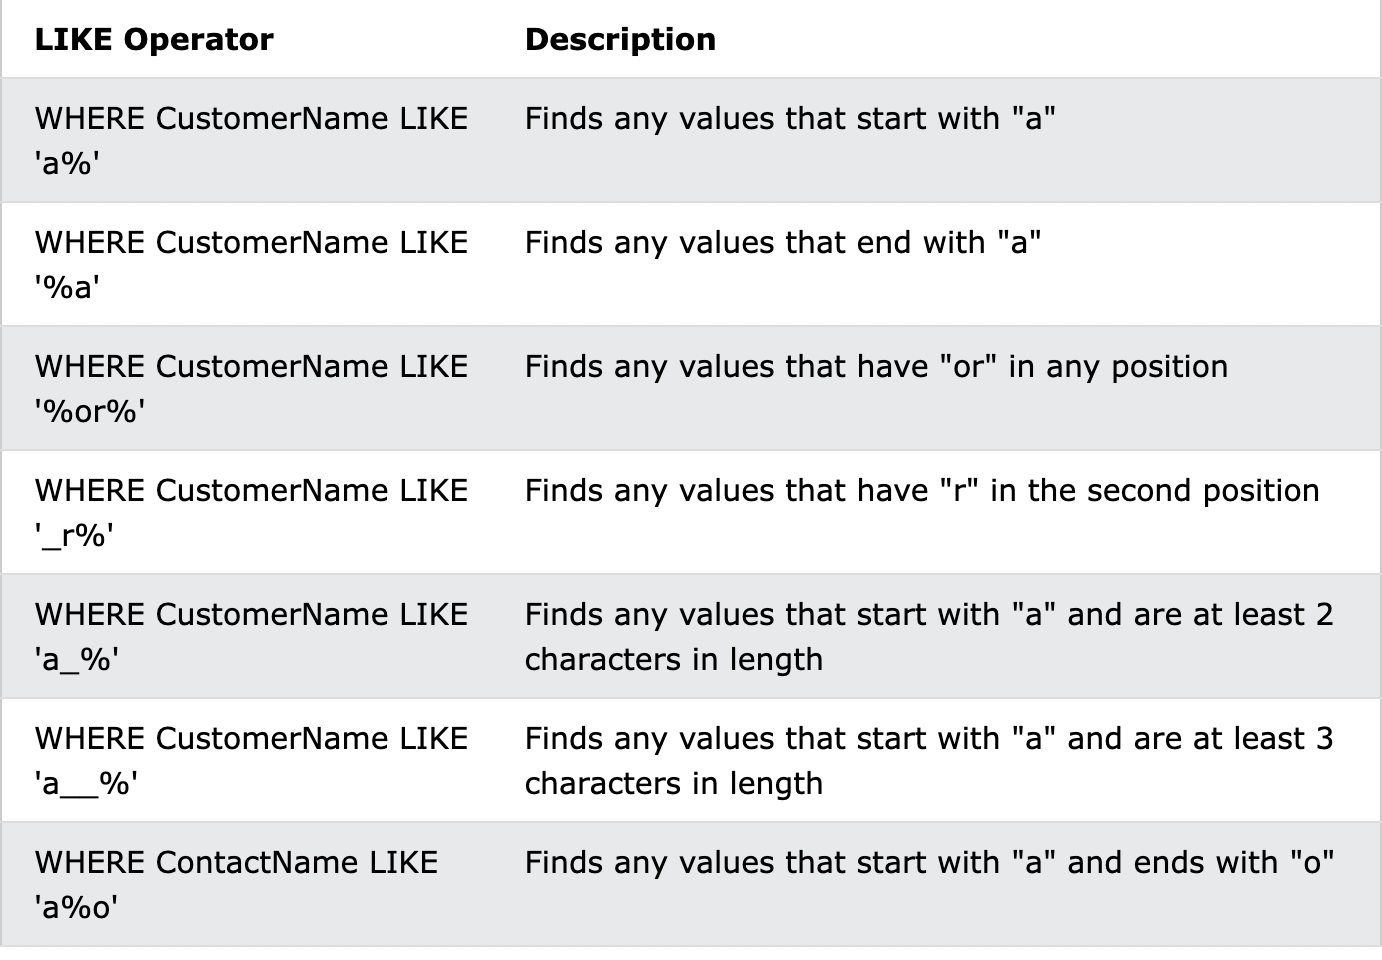 LIKE Operator Description
WHERE CustomerName LIKE Finds any values that start with "a"
'a%'
WHERE CustomerName LIKE Finds any values that end with "a"
'%a'
WHERE CustomerName LIKE Finds any values that have "or" in any position
'%or%'
WHERE CustomerName LIKE Finds any values that have "r" in the second position
'_r%'
WHERE CustomerName LIKE Finds any values that start with "a" and are at least 2
'a_%' characters in length
WHERE CustomerName LIKE Finds any values that start with "a" and are at least 3
'a__%' characters in length
WHERE ContactName LIKE Finds any values that start with "a" and ends with "o"
'a%o'